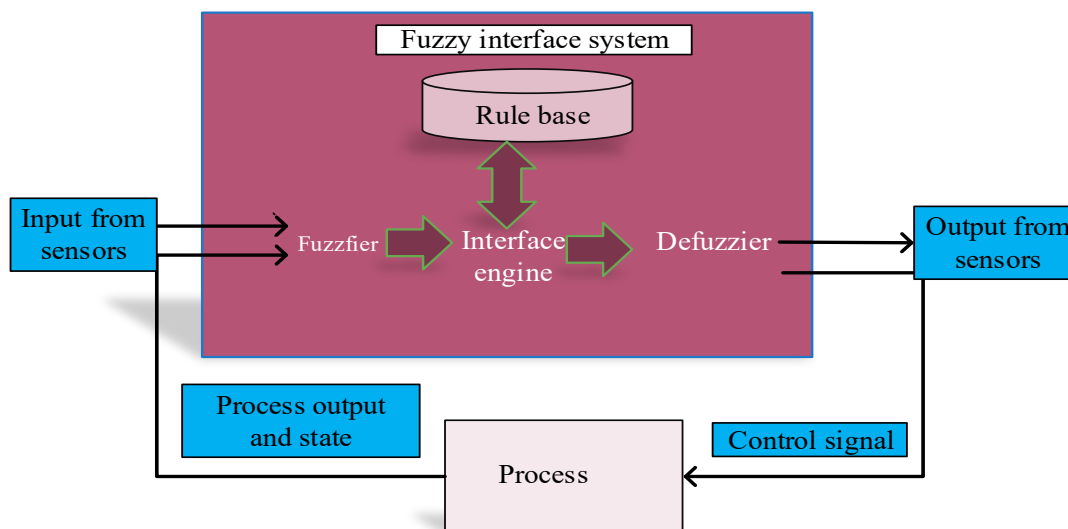 Fuzzy interface system
Rule base
Input from
sensors
Fuzzfier
Interface
engine
Defuzzier
Output from
sensors
Process output
and state
Process
Control signal